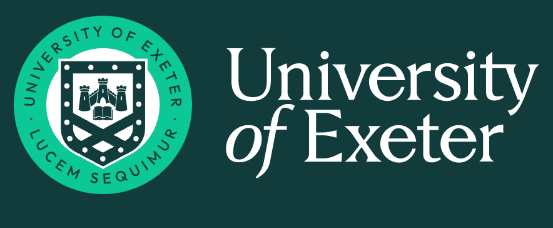 UNIVERSITY OF EXETER
LUCEM SEQUIMUR
University
of Exeter